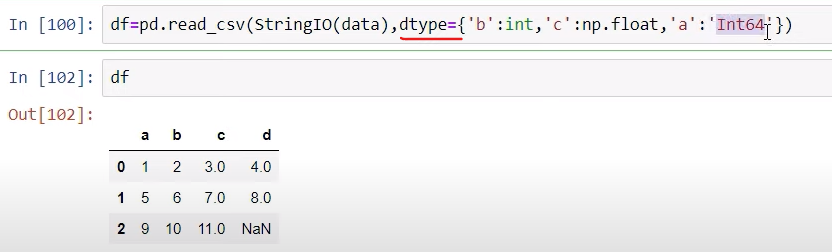 In [100]: df=pd.read_csv(StringIO(data),dtype={'b':int,'c':np.float,'a':'Int64'})
In [102]: df
Out[102]:
a b c d
0 1 2 3.0 4.0
1 5 6 7.0 8.0
2 9 10 11.0 NaN